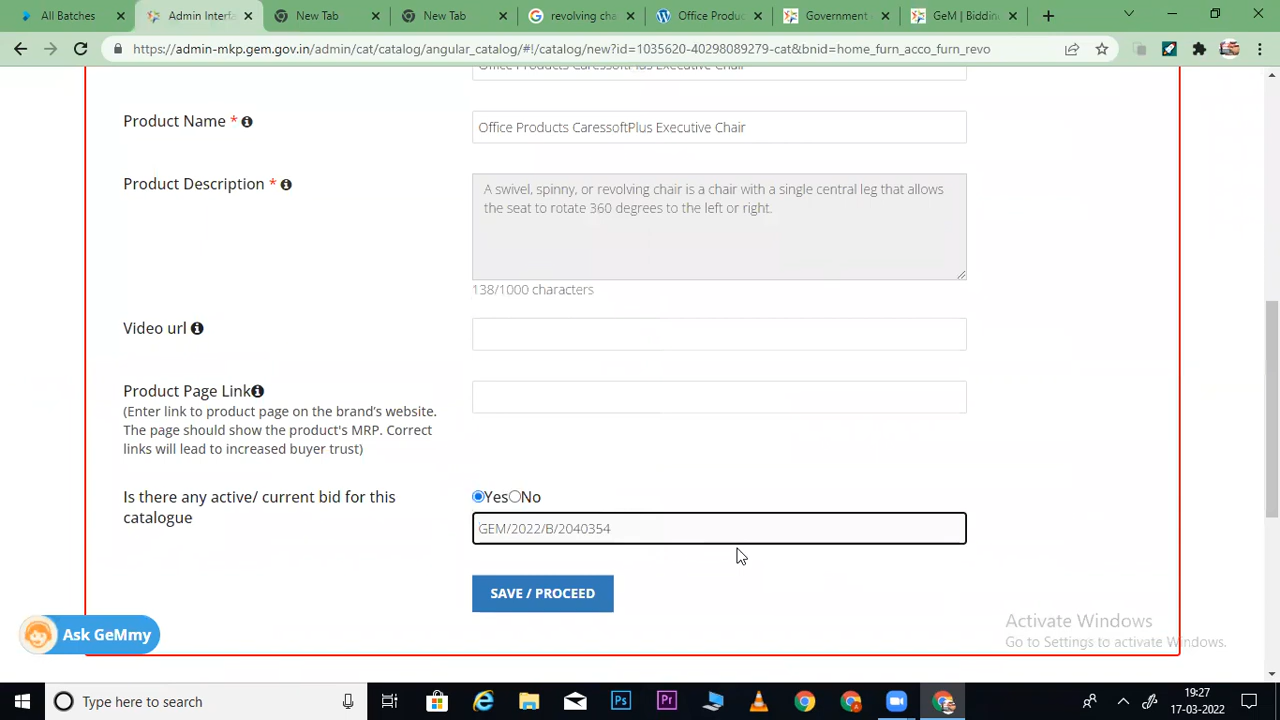 All Batches
Admin Interfa
New Tab
New Tab
revolving cha
Office Produc
Government
GeM | Bidding
https://admin-mkp.gem.gov.in/admin/cat/catalog/angular_catalog/#!/catalog/new?id=1035620-40298089279-cat&bnid=home_furn_acco_furn_revo
Office Products CaressoftPlus Executive Chair
Product Name *
Office Products CaressoftPlus Executive Chair
Product Description *
A swivel, spinny, or revolving chair is a chair with a single central leg that allows
the seat to rotate 360 degrees to the left or right.
138/1000 characters
Video url
Product Page Link
(Enter link to product page on the brand's website.
The page should show the product's MRP. Correct
links will lead to increased buyer trust)
Is there any active/ current bid for this
catalogue
Yes No
GEM/2022/B/2040354
SAVE / PROCEED
Ask GeMmy
Activate Windows
Go to Settings to activate Windows.
Type here to search
19:27
17-03-2022